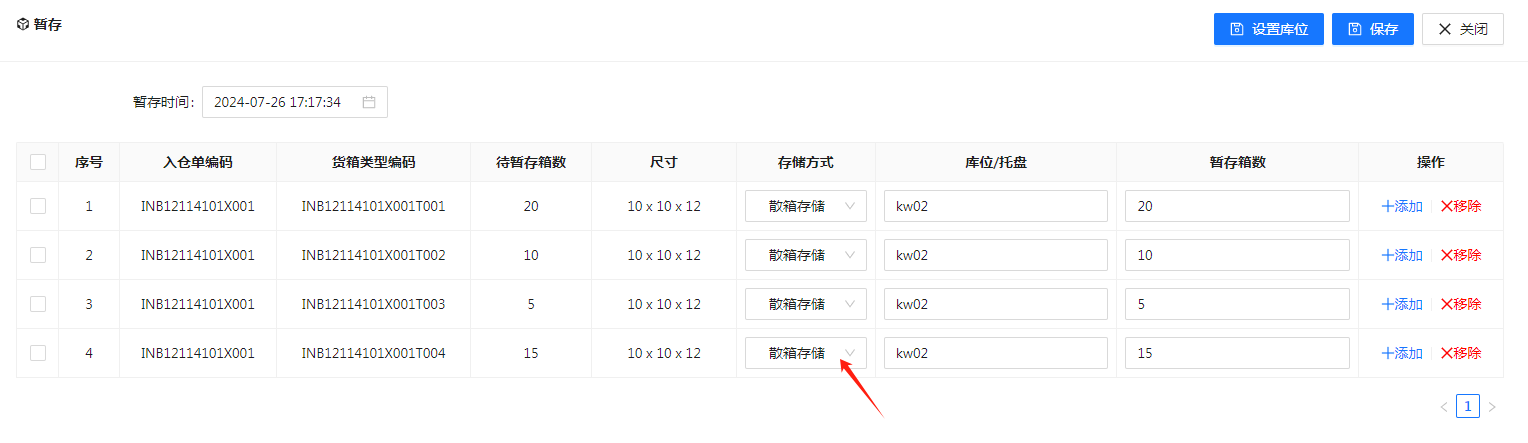 暂存
设置库位 保存 关闭
暂存时间： 2024-07-26 17:17:34
序号 入仓单编码 货箱类型编码 待暂存箱数 尺寸 存储方式 库位/托盘 暂存箱数 操作
1 INB12114101X001 INB12114101X001T001 20 10 x 10 x 12 散箱存储 kw02 20 添加 移除
2 INB12114101X001 INB12114101X001T002 10 10 x 10 x 12 散箱存储 kw02 10 添加 移除
3 INB12114101X001 INB12114101X001T003 5 10 x 10 x 12 散箱存储 kw02 5 添加 移除
4 INB12114101X001 INB12114101X001T004 15 10 x 10 x 12 散箱存储 kw02 15 添加 移除
1